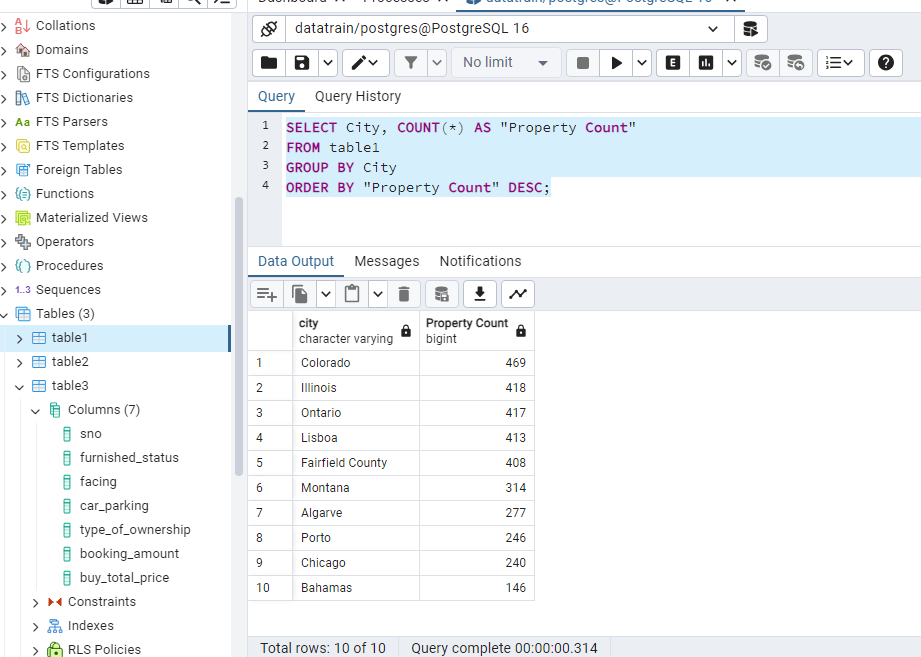 datatrain/postgres@PostgreSQL 16
Collations
Domains
FTS Configurations
FTS Dictionaries
Aa FTS Parsers
FTS Templates
Foreign Tables
Functions
Materialized Views
Operators
Procedures
1..3 Sequences
Tables (3)
table1
table2
table3
Columns (7)
sno
furnished_status
facing
car_parking
type_of_ownership
booking_amount
buy_total_price
Constraints
Indexes
RLS Policies
No limit
E
Query Query History
1 SELECT City, COUNT(*) AS "Property Count"
2 FROM table1
3 GROUP BY City
4 ORDER BY "Property Count" DESC;
Data Output Messages Notifications
city Property Count
character varying bigint
1 Colorado 469
2 Illinois 418
3 Ontario 417
4 Lisboa 413
5 Fairfield County 408
6 Montana 314
7 Algarve 277
8 Porto 246
9 Chicago 240
10 Bahamas 146
Total rows: 10 of 10 Query complete 00:00:00.314